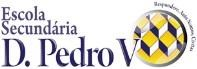 Escola
Secundária
D. Pedro V